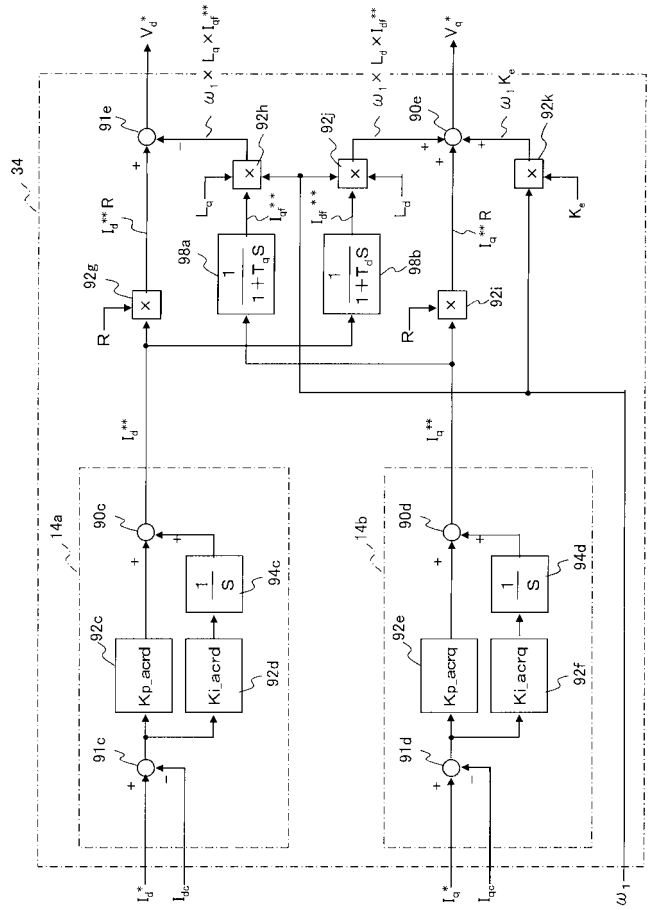 34
14a
I_d^*
I_dc
91c
+
−
92c
Kp_acrd
Ki_acrd
92d
1/S
94c
90c
+
+
I_d^**
R
92g
×
I_d^** R
91e
+
−
V_d^*
ω_1 × L_q × I_qf^**
98a
1/(1+T_q S)
I_qf^**
L_q
×
92h
98b
1/(1+T_d S)
I_df^**
L_d
92j
×
ω_1 × L_d × I_df^**
14b
I_q^*
I_qc
91d
+
−
92e
Kp_acrq
Ki_acrq
92f
1/S
94d
90d
+
+
I_q^**
R
×
92i
I_q^** R
90e
+
+
+
V_q^*
ω_1 K_e
×
92k
K_e
ω_1